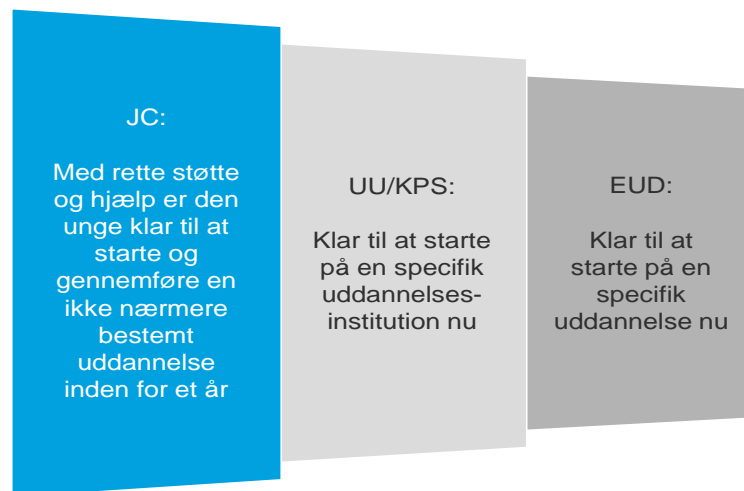 JC:
Med rette støtte
og hjælp er den
unge klar til at
starte og
gennemføre en
ikke nærmere
bestemt
uddannelse
inden for et år
UU/KPS:
Klar til at starte
på en specifik
uddannelses-
institution nu
EUD:
Klar til at
starte på en
specifik
uddannelse nu